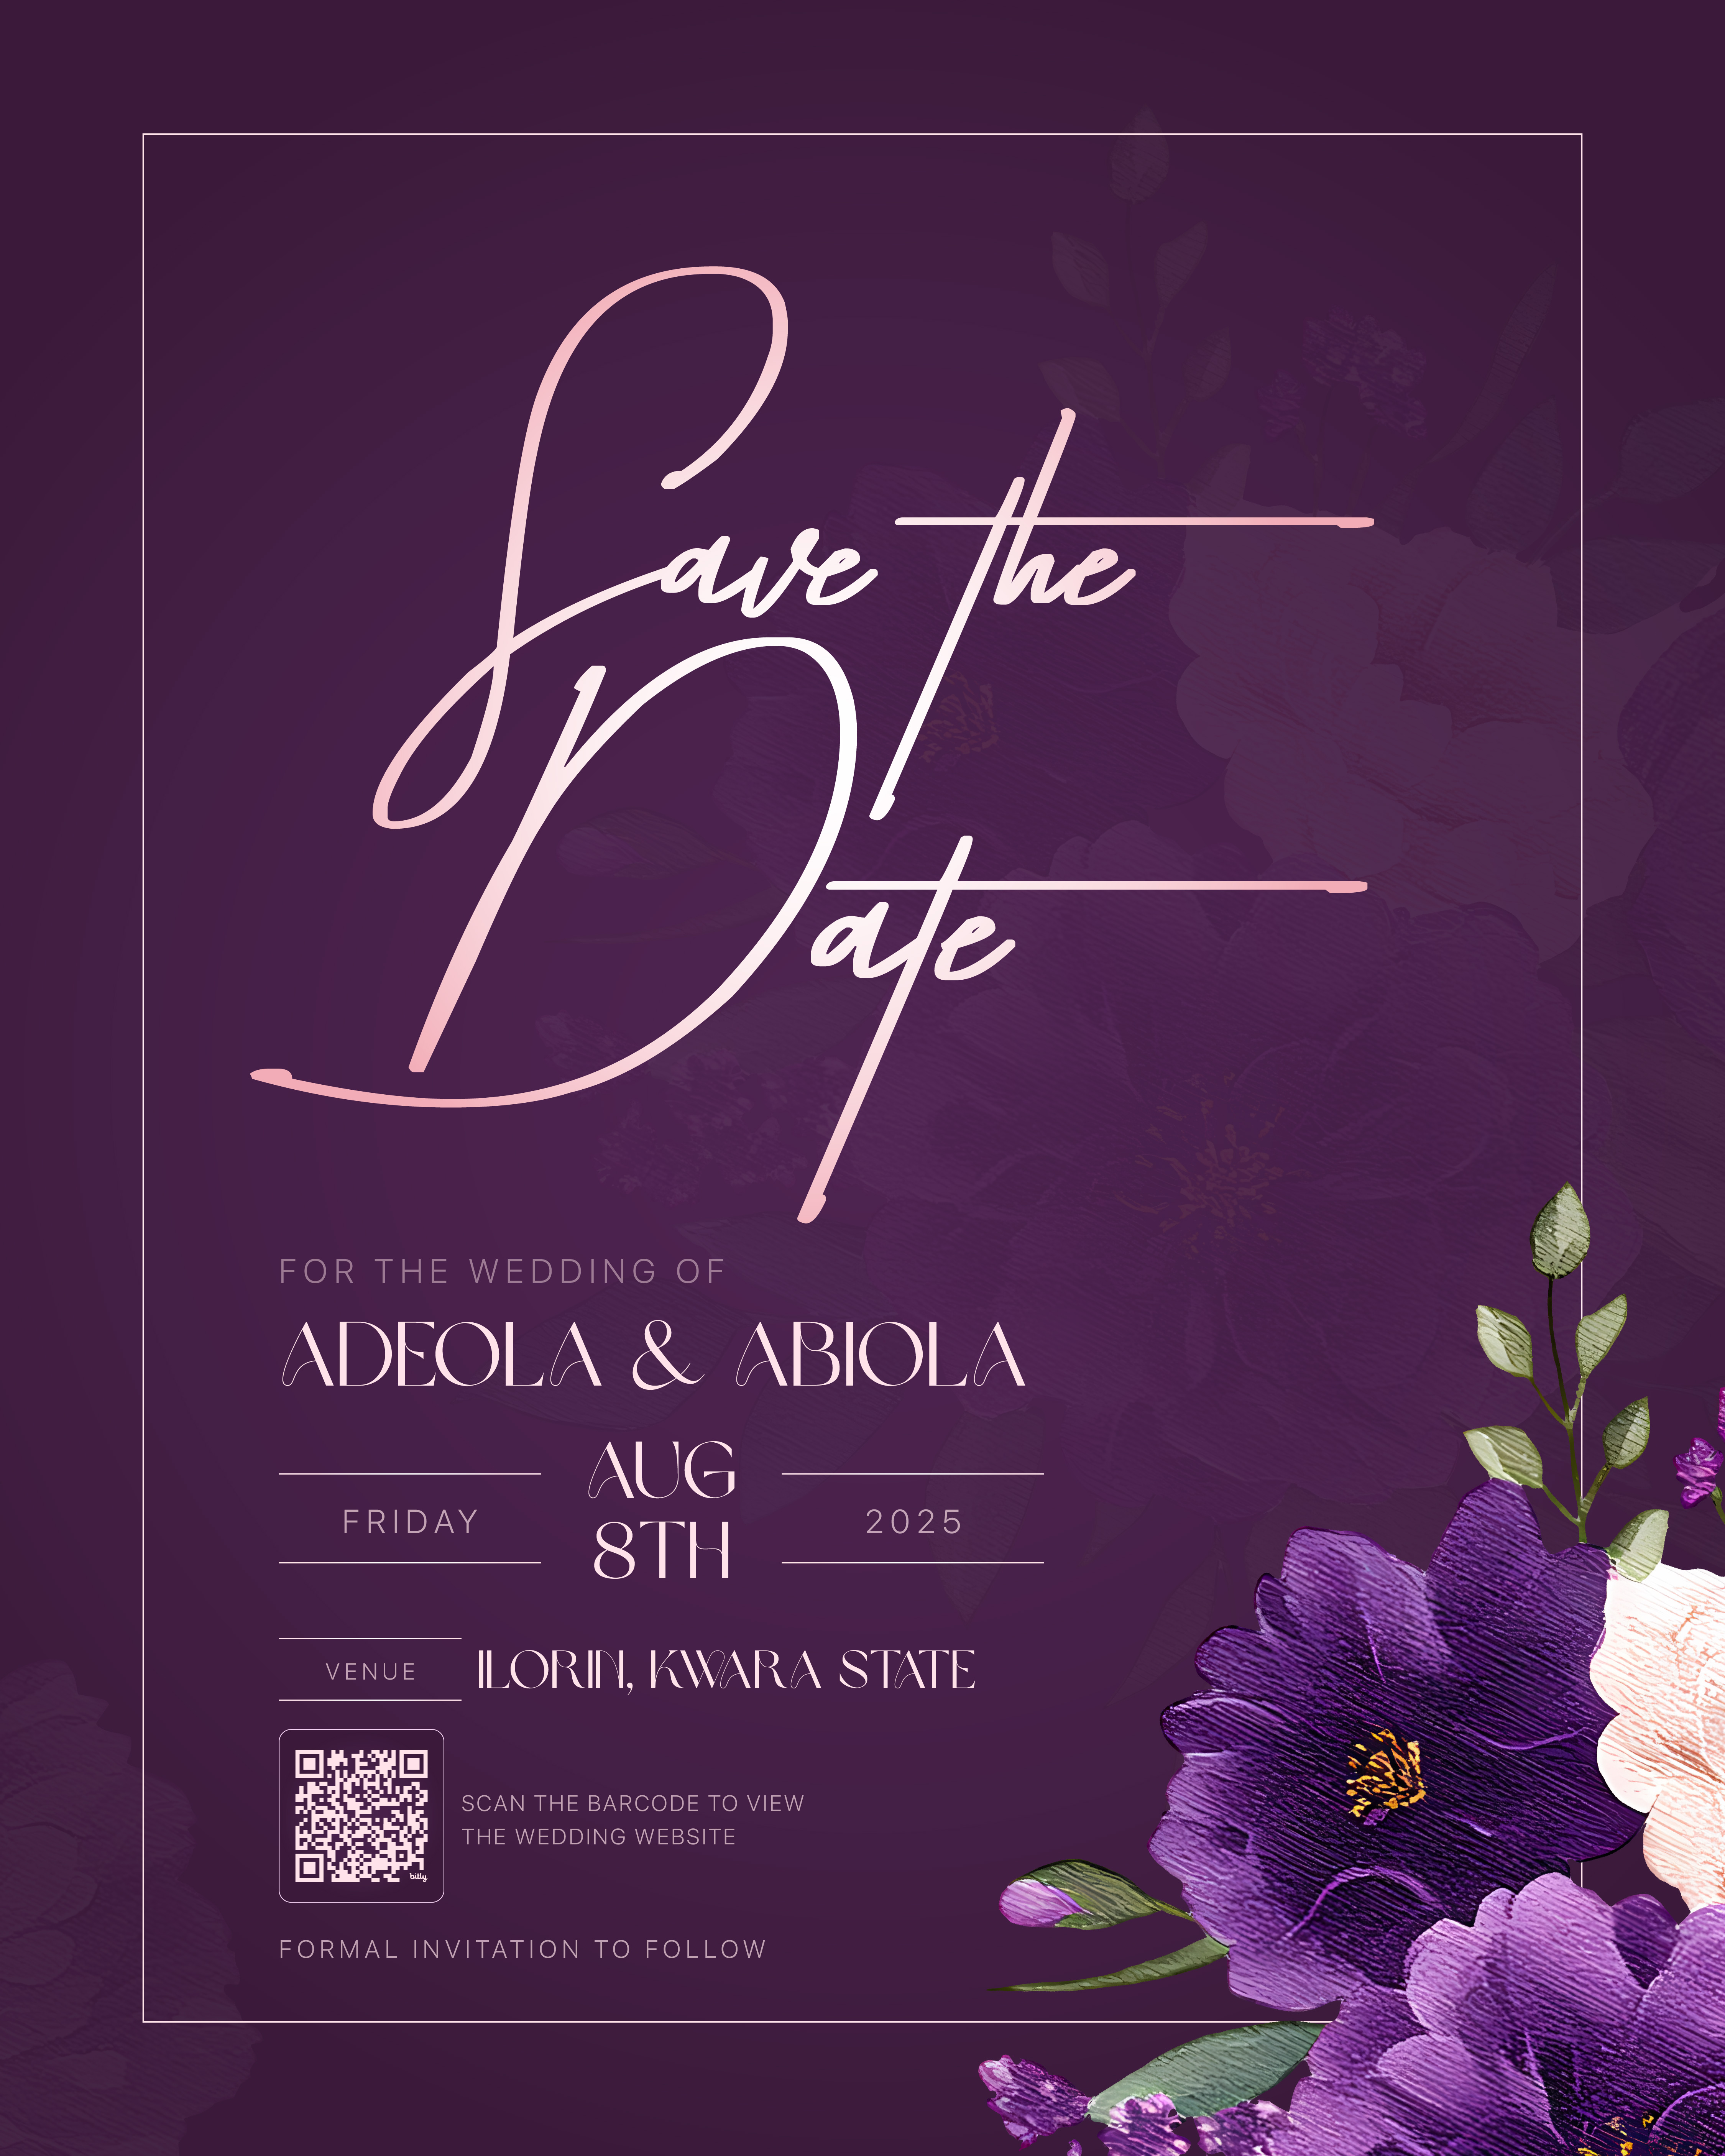 Save the
Date
FOR THE WEDDING OF
ADEOLA & ABIOLA
FRIDAY
AUG
8TH
2025
VENUE
ILORIN, KWARA STATE
bitly
SCAN THE BARCODE TO VIEW
THE WEDDING WEBSITE
FORMAL INVITATION TO FOLLOW